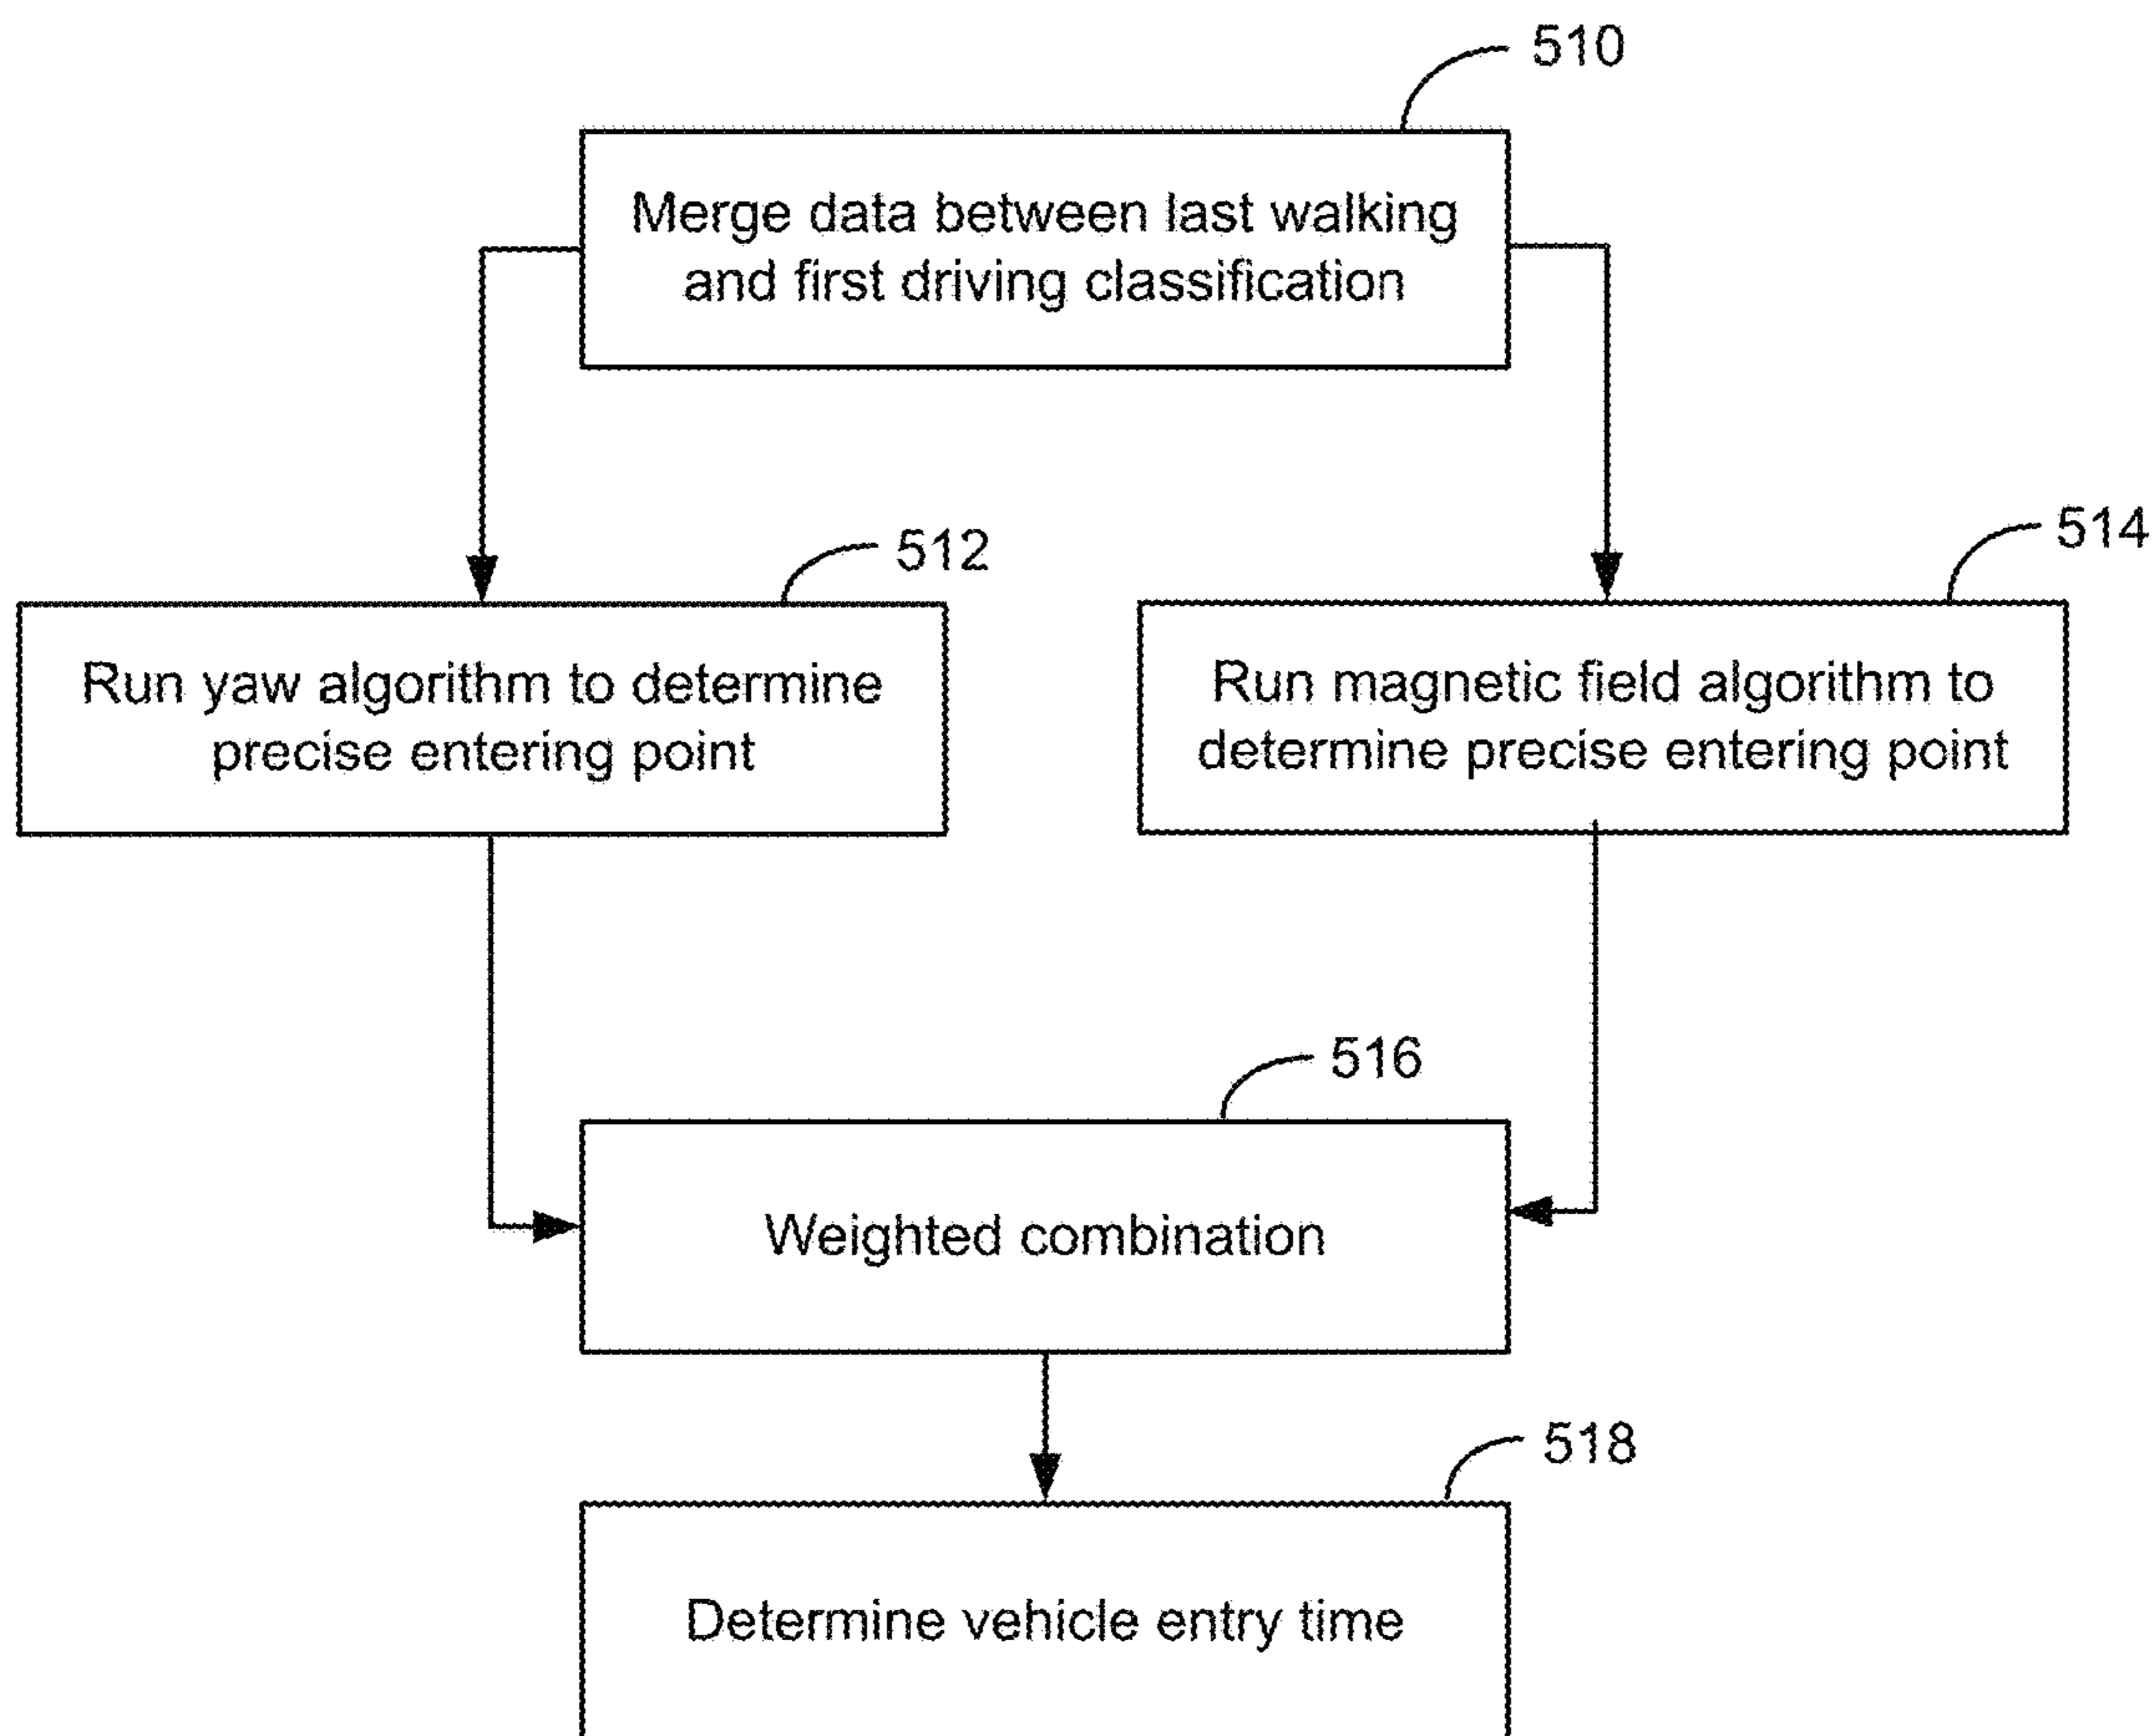 510
Merge data between last walking
and first driving classification
512
514
Run yaw algorithm to determine
precise entering point
Run magnetic field algorithm to
determine precise entering point
516
Weighted combination
518
Determine vehicle entry time